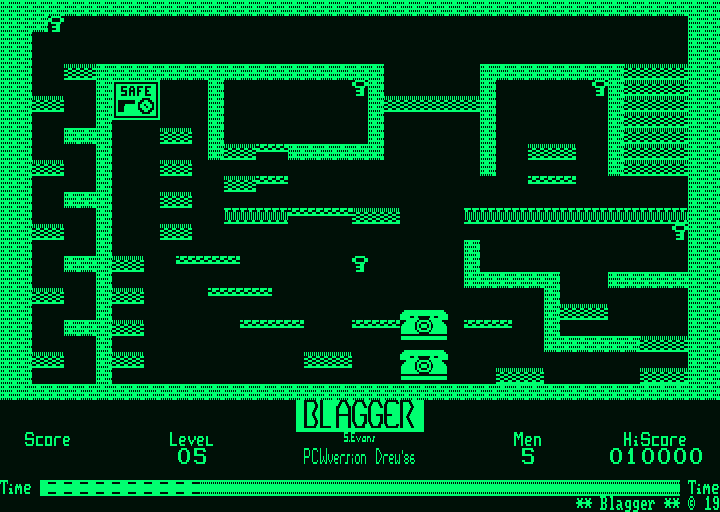 SAFE
BLAGGER
S.Evans
Score Level Men HiScore
05 5 010000
PCWversion Drew'86
Time Time
** Blagger ** © 19